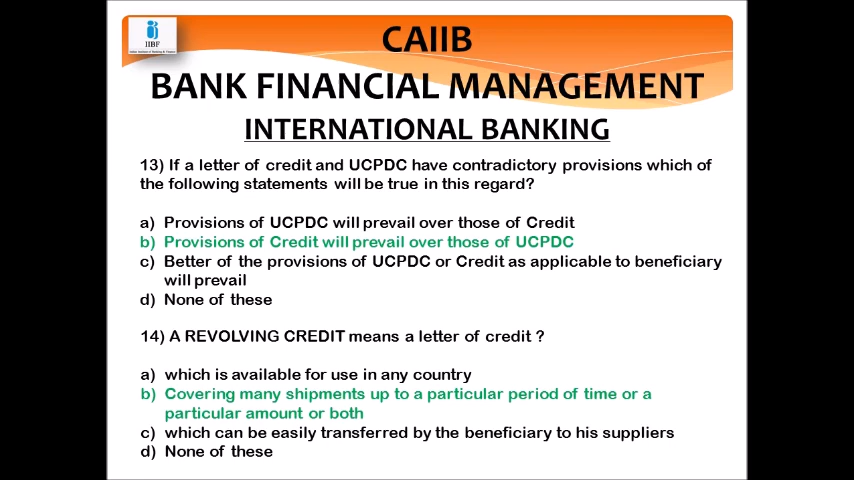 IIBF
CAIIB
BANK FINANCIAL MANAGEMENT
INTERNATIONAL BANKING
13) If a letter of credit and UCPDC have contradictory provisions which of
the following statements will be true in this regard?
a) Provisions of UCPDC will prevail over those of Credit
b) Provisions of Credit will prevail over those of UCPDC
c) Better of the provisions of UCPDC or Credit as applicable to beneficiary
will prevail
d) None of these
14) A REVOLVING CREDIT means a letter of credit ?
a) which is available for use in any country
b) Covering many shipments up to a particular period of time or a
particular amount or both
c) which can be easily transferred by the beneficiary to his suppliers
d) None of these